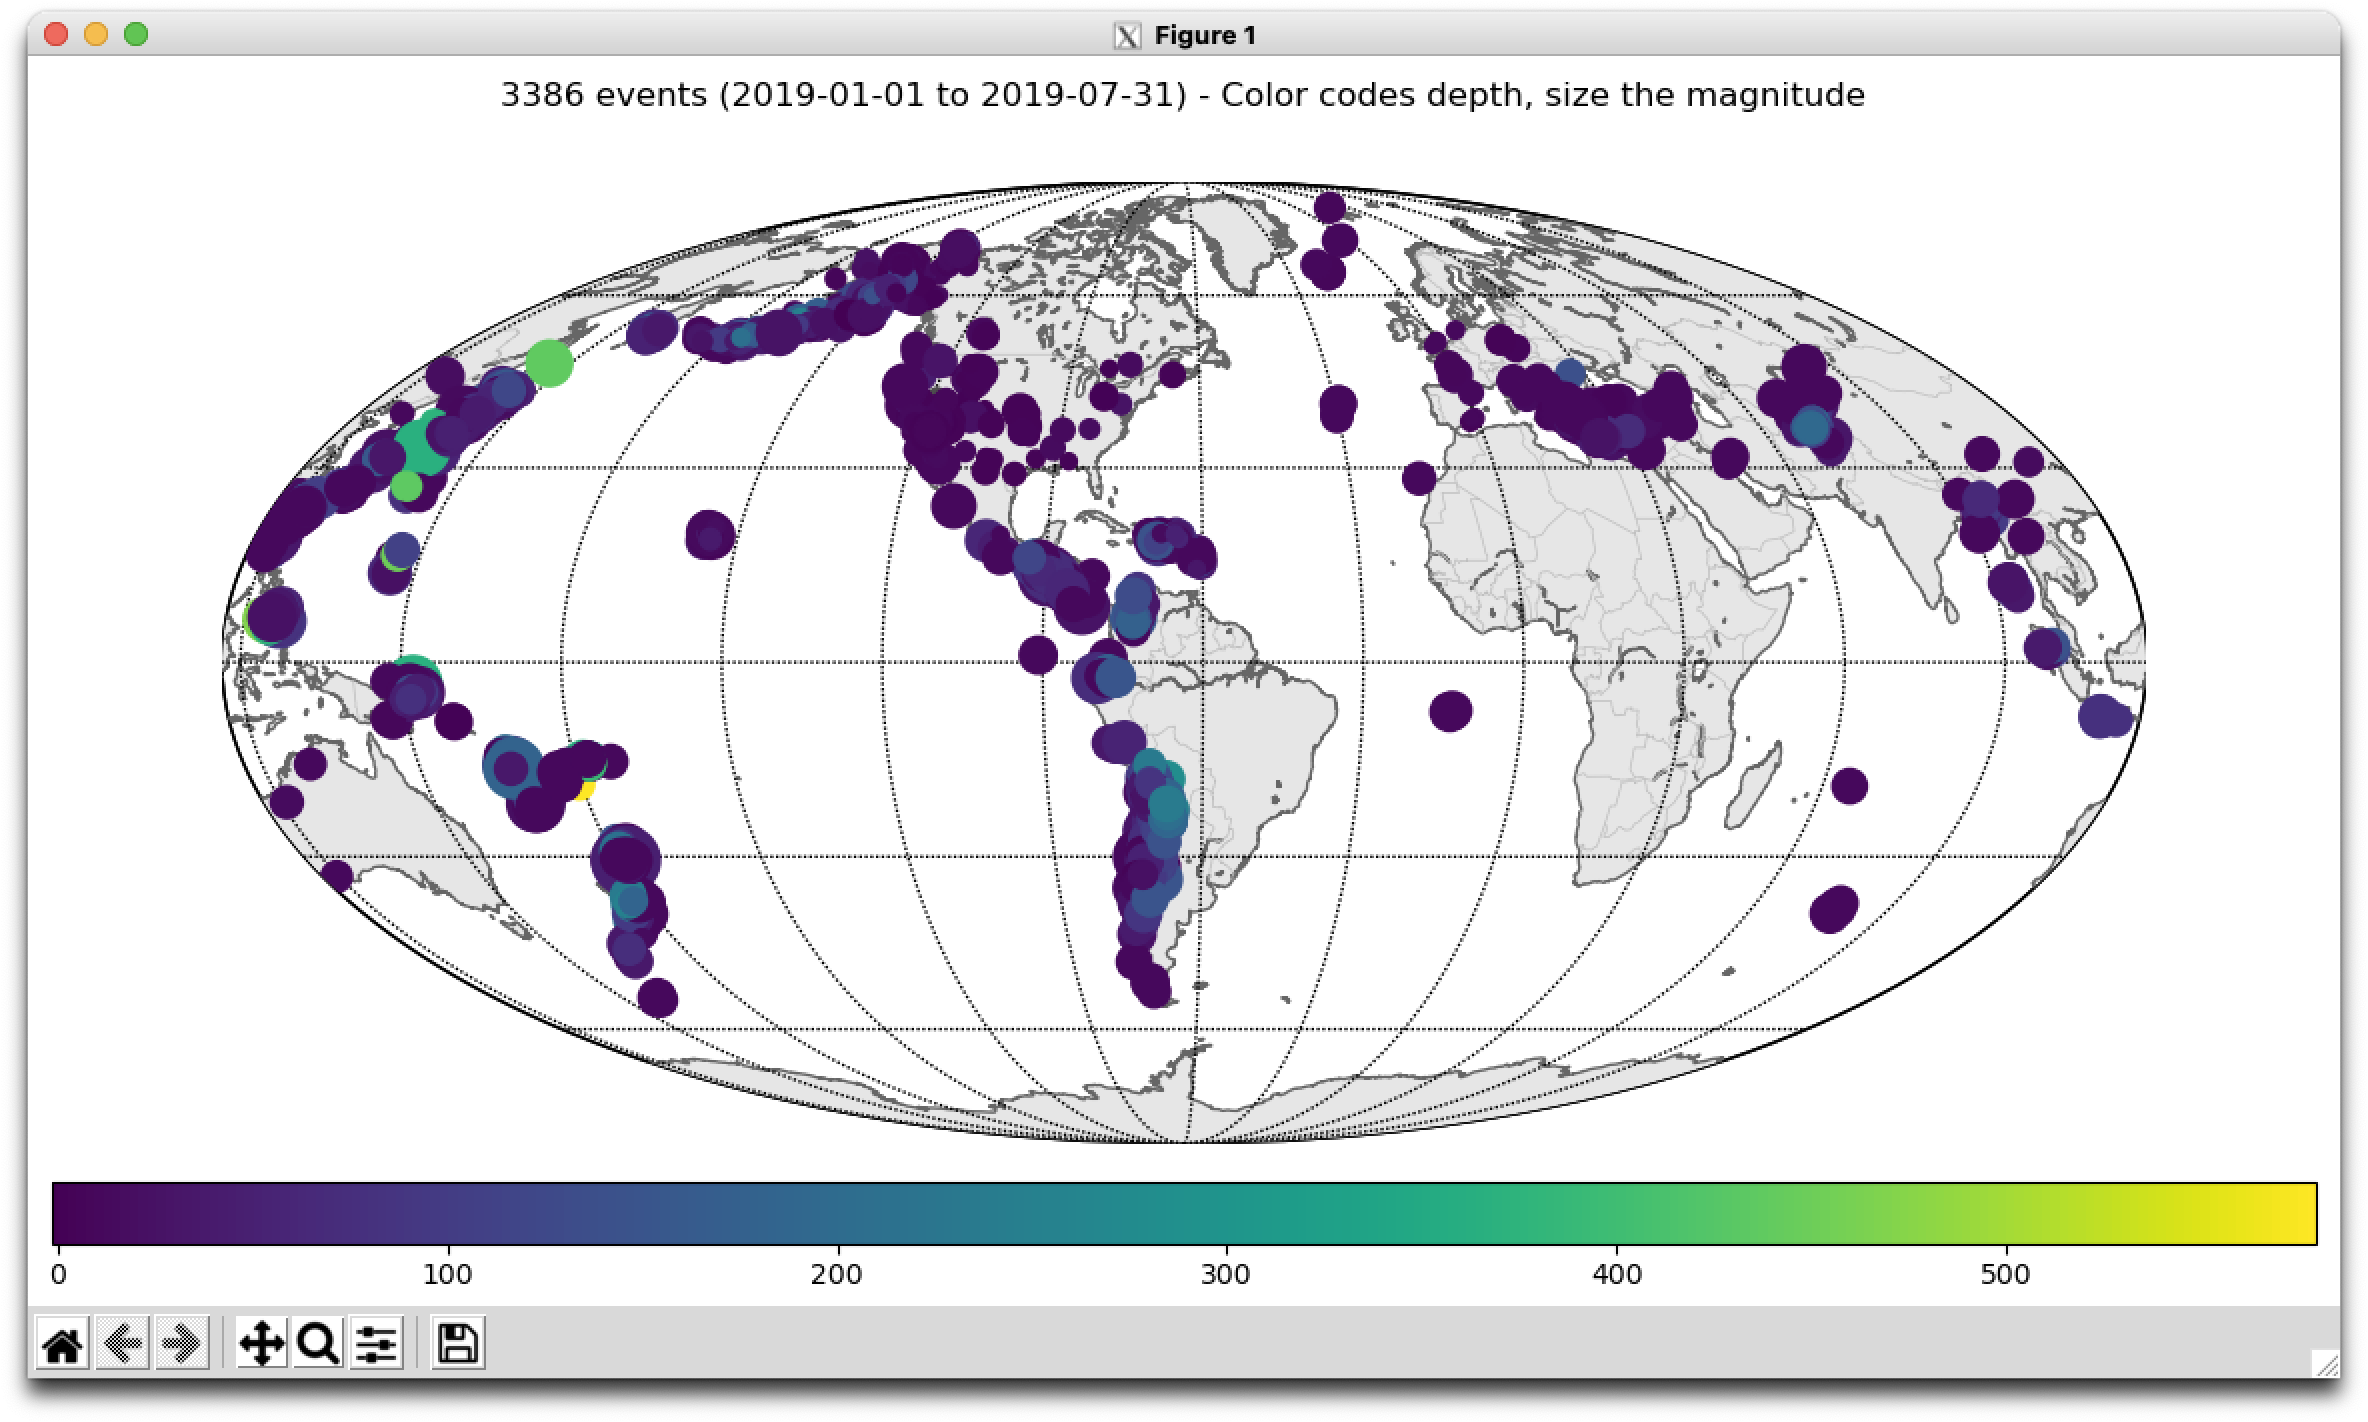 Figure 1
3386 events (2019-01-01 to 2019-07-31) - Color codes depth, size the magnitude
0 100 200 300 400 500